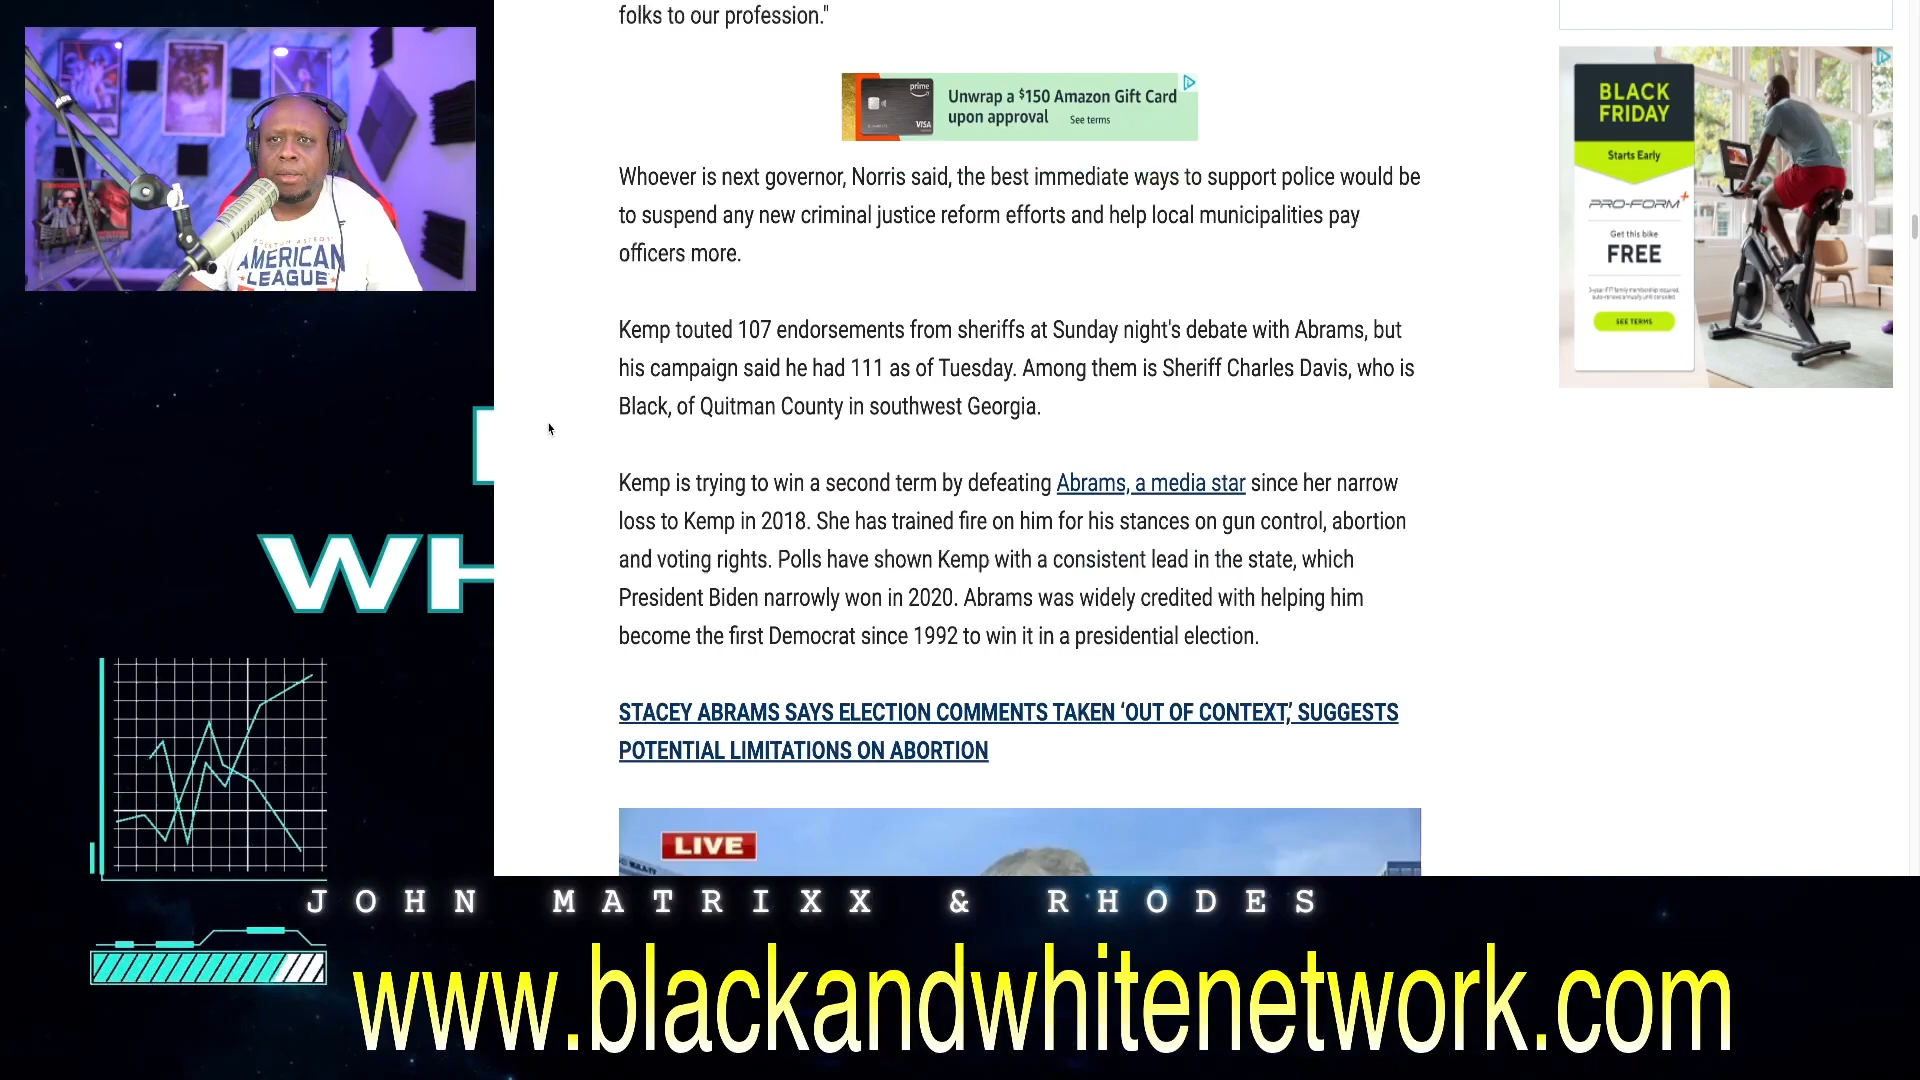 folks to our profession."
prime
VISA
Unwrap a $150 Amazon Gift Card
upon approval See terms
BLACK
FRIDAY
Starts Early
PRO-FORM
Get this bike
FREE
SEE TERMS
HOUSTON ASTROS
AMERICAN
LEAGUE
Whoever is next governor, Norris said, the best immediate ways to support police would be
to suspend any new criminal justice reform efforts and help local municipalities pay
officers more.
Kemp touted 107 endorsements from sheriffs at Sunday night's debate with Abrams, but
his campaign said he had 111 as of Tuesday. Among them is Sheriff Charles Davis, who is
Black, of Quitman County in southwest Georgia.
Kemp is trying to win a second term by defeating Abrams, a media star since her narrow
loss to Kemp in 2018. She has trained fire on him for his stances on gun control, abortion
and voting rights. Polls have shown Kemp with a consistent lead in the state, which
President Biden narrowly won in 2020. Abrams was widely credited with helping him
become the first Democrat since 1992 to win it in a presidential election.
STACEY ABRAMS SAYS ELECTION COMMENTS TAKEN ‘OUT OF CONTEXT,’ SUGGESTS
POTENTIAL LIMITATIONS ON ABORTION
LIVE
WH
JOHN MATRIXX & RHODES
www.blackandwhitenetwork.com